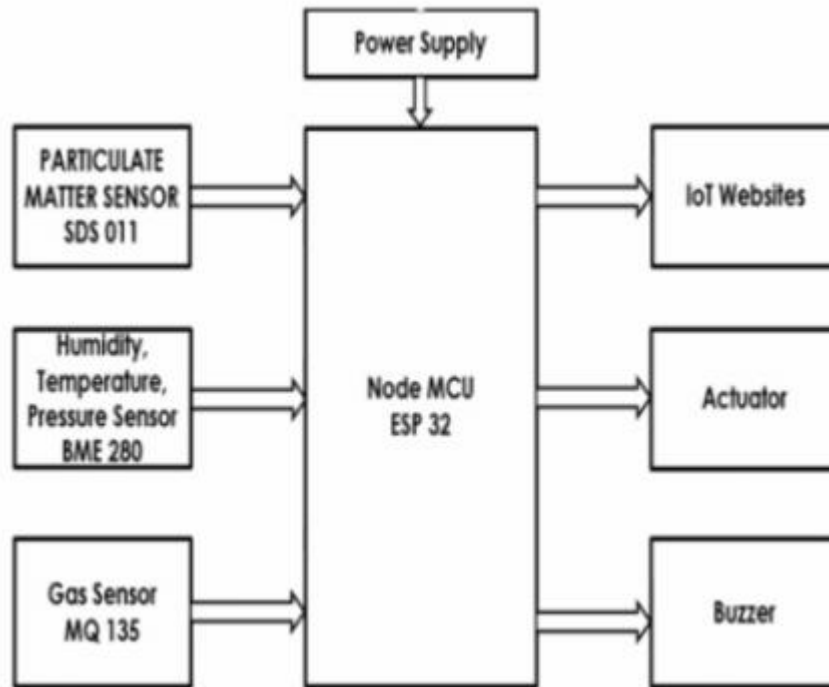 Power Supply
PARTICULATE
MATTER SENSOR
SDS 011
IoT Websites
Humidity,
Temperature,
Pressure Sensor
BME 280
Node MCU
ESP 32
Actuator
Gas Sensor
MQ 135
Buzzer